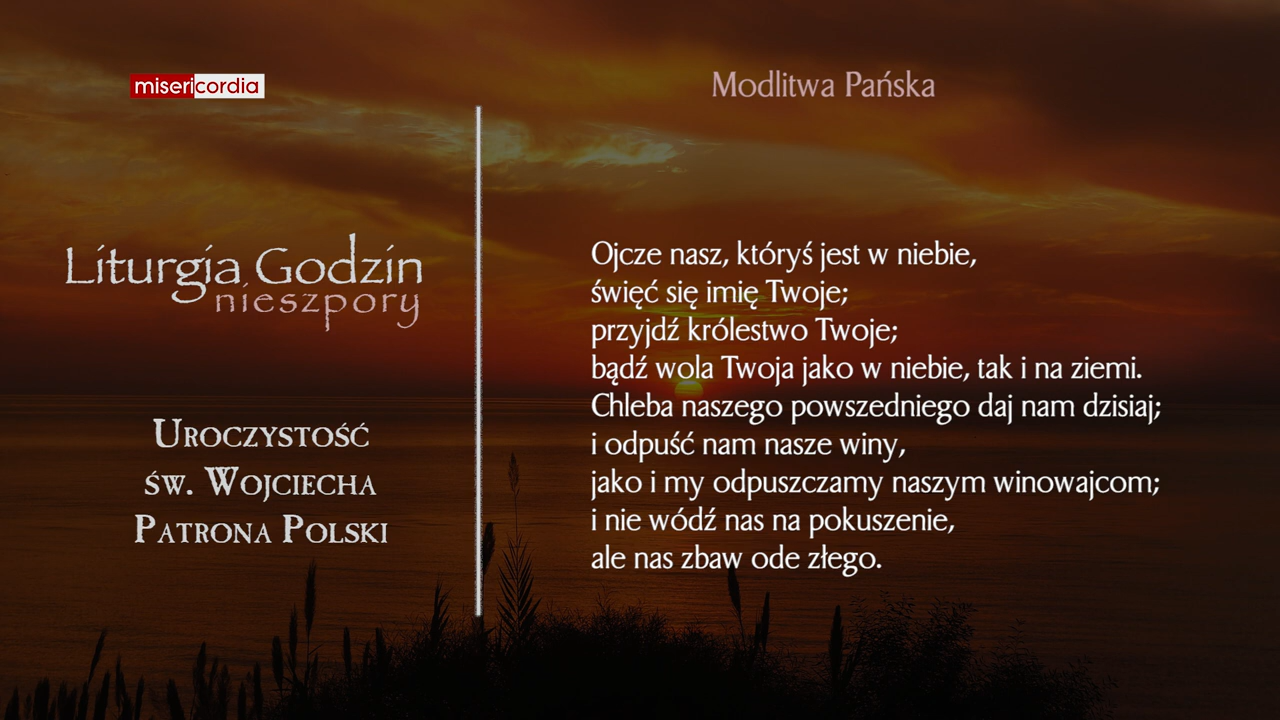 misericordia
Liturgia Godzin
nieszpory
Uroczystość
św. Wojciecha
Patrona Polski
Modlitwa Pańska
Ojcze nasz, któryś jest w niebie,
święć się imię Twoje;
przyjdź królestwo Twoje;
bądź wola Twoja jako w niebie, tak i na ziemi.
Chleba naszego powszedniego daj nam dzisiaj;
i odpuść nam nasze winy,
jako i my odpuszczamy naszym winowajcom;
i nie wódź nas na pokuszenie,
ale nas zbaw ode złego.